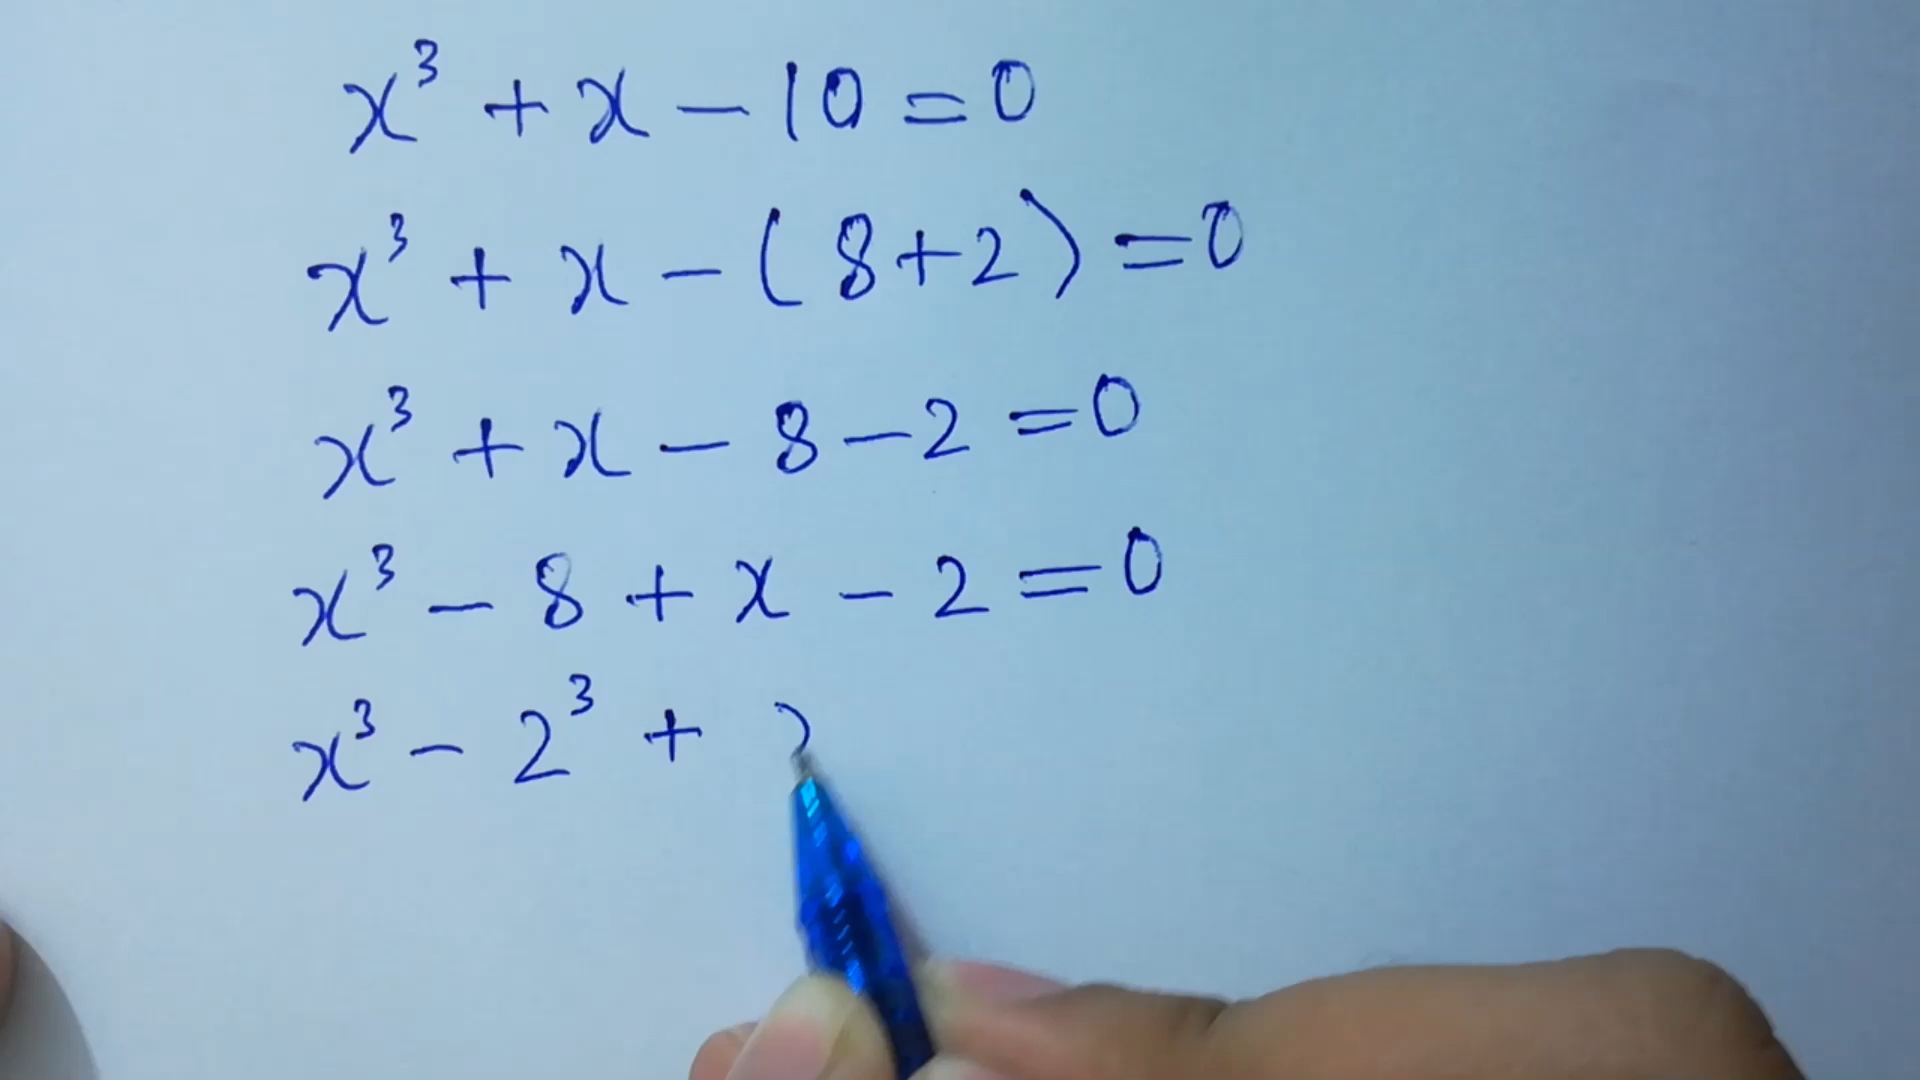 x³ + x − 10 = 0
x³ + x − (8+2) = 0
x³ + x − 8 − 2 = 0
x³ − 8 + x − 2 = 0
x³ − 2³ +